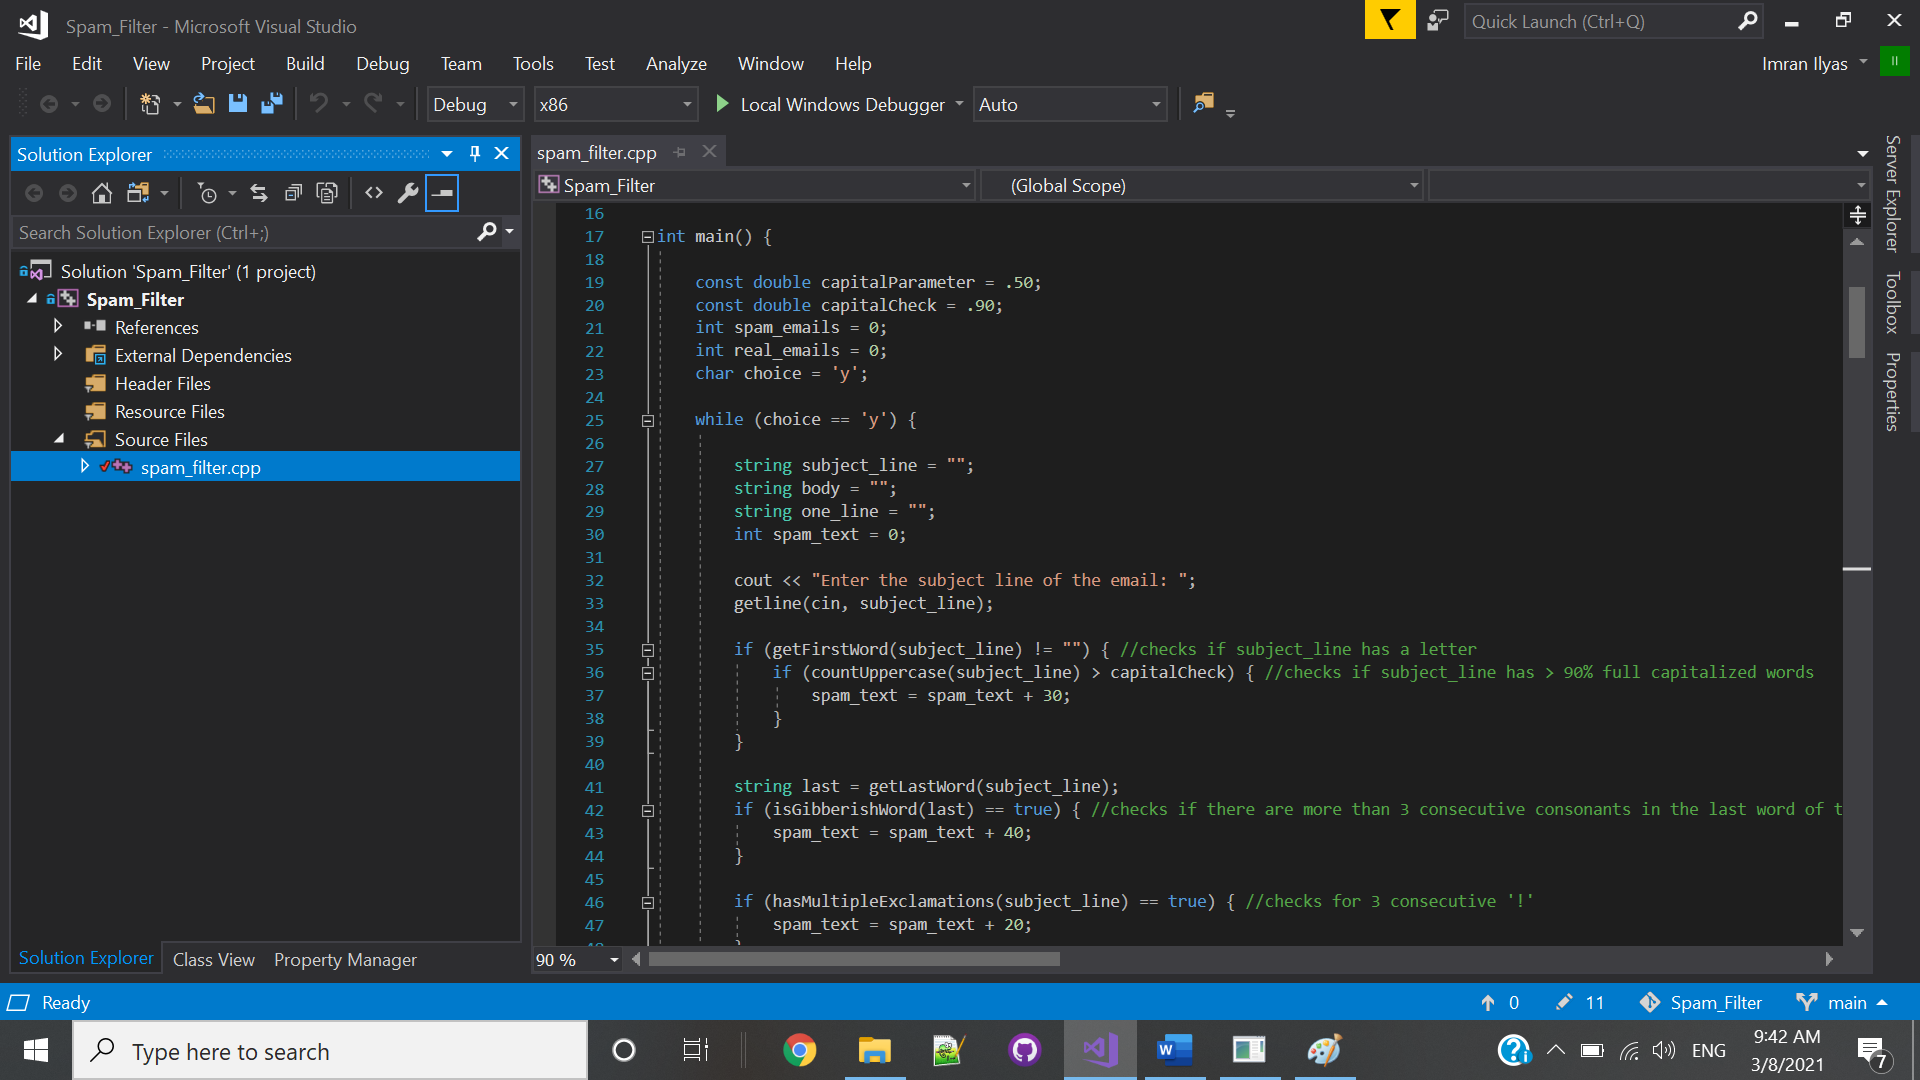 Spam_Filter - Microsoft Visual Studio
Quick Launch (Ctrl+Q)
File Edit View Project Build Debug Team Tools Test Analyze Window Help
Imran Ilyas
II
Debug x86 Local Windows Debugger Auto
Solution Explorer
Search Solution Explorer (Ctrl+;)
Solution 'Spam_Filter' (1 project)
Spam_Filter
References
External Dependencies
Header Files
Resource Files
Source Files
spam_filter.cpp
Solution Explorer Class View Property Manager
spam_filter.cpp
Spam_Filter (Global Scope)
16
17 int main() {
18
19 const double capitalParameter = .50;
20 const double capitalCheck = .90;
21 int spam_emails = 0;
22 int real_emails = 0;
23 char choice = 'y';
24
25 while (choice == 'y') {
26
27 string subject_line = "";
28 string body = "";
29 string one_line = "";
30 int spam_text = 0;
31
32 cout << "Enter the subject line of the email: ";
33 getline(cin, subject_line);
34
35 if (getFirstWord(subject_line) != "") { //checks if subject_line has a letter
36 if (countUppercase(subject_line) > capitalCheck) { //checks if subject_line has > 90% full capitalized words
37 spam_text = spam_text + 30;
38 }
39 }
40
41 string last = getLastWord(subject_line);
42 if (isGibberishWord(last) == true) { //checks if there are more than 3 consecutive consonants in the last word of t
43 spam_text = spam_text + 40;
44 }
45
46 if (hasMultipleExclamations(subject_line) == true) { //checks for 3 consecutive '!'
47 spam_text = spam_text + 20;
90 %
Server Explorer
Toolbox
Properties
Ready
0 11 Spam_Filter main
Type here to search
ENG
9:42 AM
3/8/2021
7